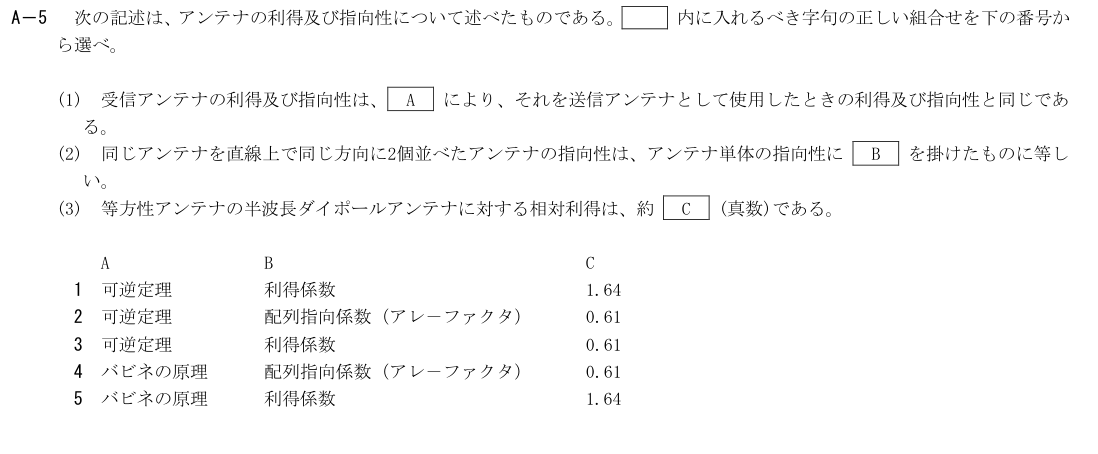 A－5　次の記述は、アンテナの利得及び指向性について述べたものである。　　内に入れるべき字句の正しい組合せを下の番号か
ら選べ。
(1)　受信アンテナの利得及び指向性は、 A により、それを送信アンテナとして使用したときの利得及び指向性と同じであ
る。
(2)　同じアンテナを直線上で同じ方向に2個並べたアンテナの指向性は、アンテナ単体の指向性に B を掛けたものに等し
い。
(3)　等方性アンテナの半波長ダイポールアンテナに対する相対利得は、約 C (真数)である。
A　B　C
1　可逆定理　利得係数　1.64
2　可逆定理　配列指向係数（アレーファクタ）　0.61
3　可逆定理　利得係数　0.61
4　バビネの原理　配列指向係数（アレーファクタ）　0.61
5　バビネの原理　利得係数　1.64